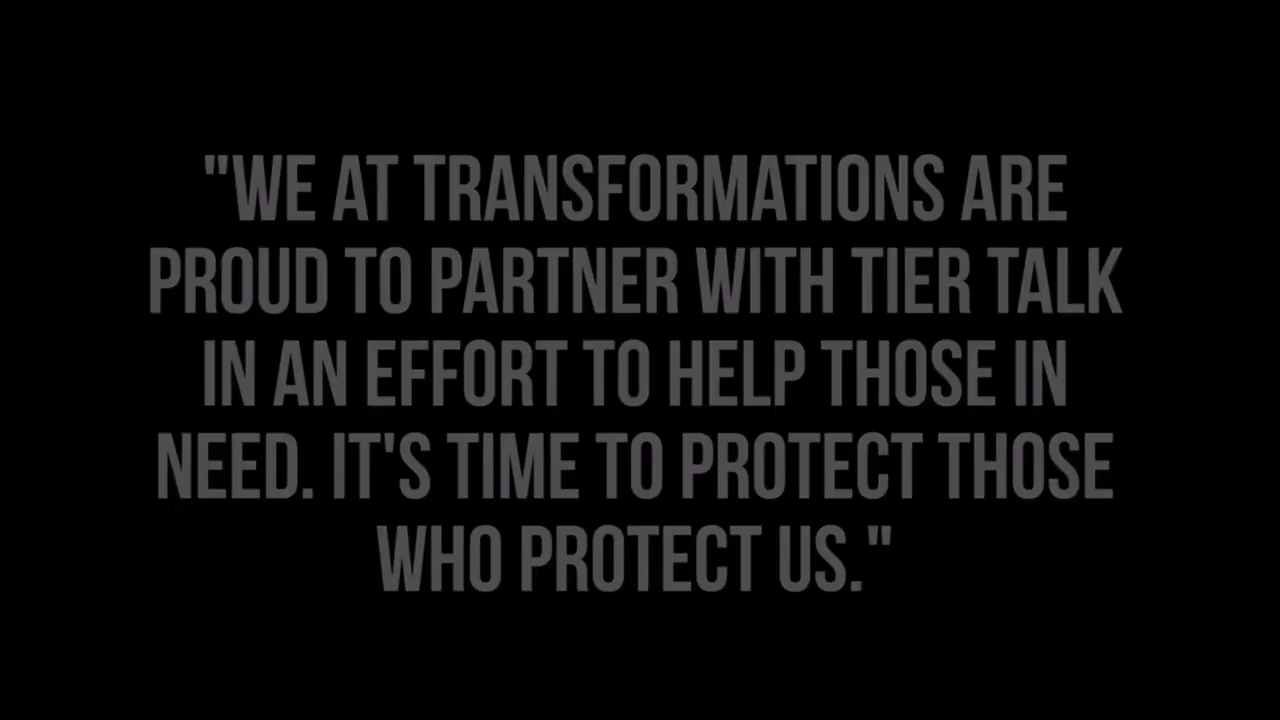 "WE AT TRANSFORMATIONS ARE
PROUD TO PARTNER WITH TIER TALK
IN AN EFFORT TO HELP THOSE IN
NEED. IT'S TIME TO PROTECT THOSE
WHO PROTECT US."